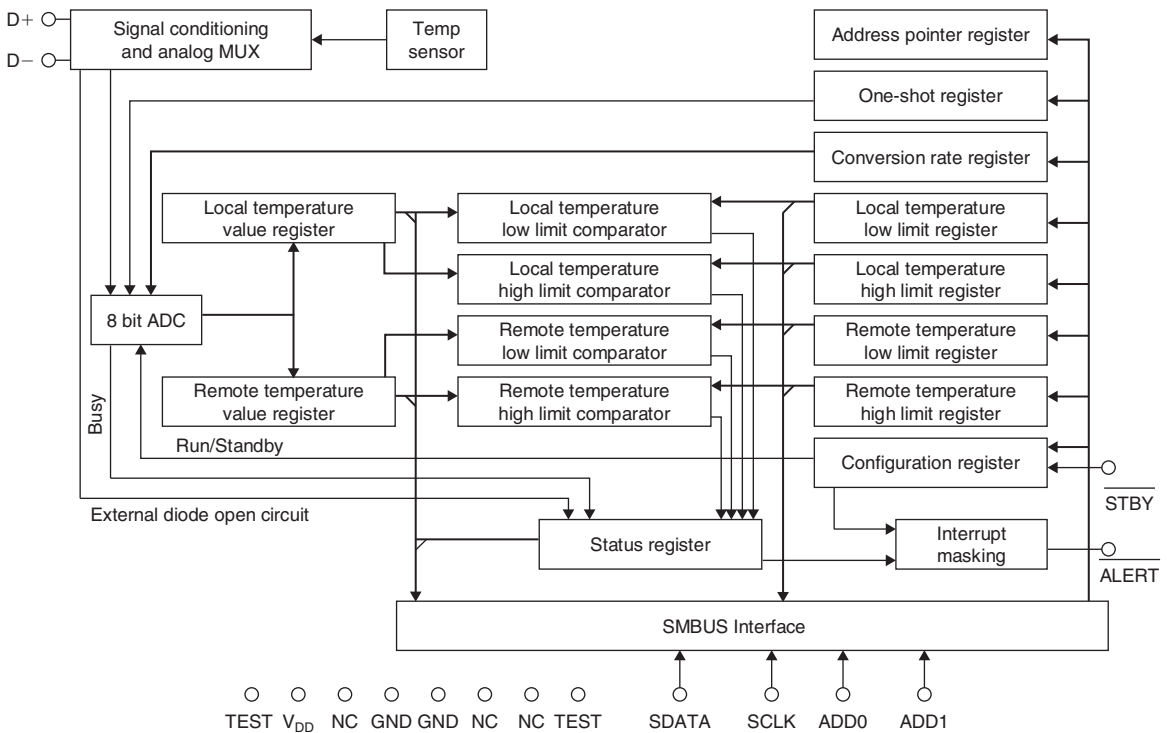 D+
D−
Signal conditioning
and analog MUX
Temp
sensor
Address pointer register
One-shot register
Conversion rate register
Local temperature
value register
Local temperature
low limit comparator
Local temperature
low limit register
Local temperature
high limit comparator
Local temperature
high limit register
8 bit ADC
Remote temperature
low limit comparator
Remote temperature
low limit register
Remote temperature
value register
Remote temperature
high limit comparator
Remote temperature
high limit register
Busy
Run/Standby
Configuration register
STBY
External diode open circuit
Status register
Interrupt
masking
ALERT
SMBUS Interface
TEST
VDD
NC
GND
GND
NC
NC
TEST
SDATA
SCLK
ADD0
ADD1